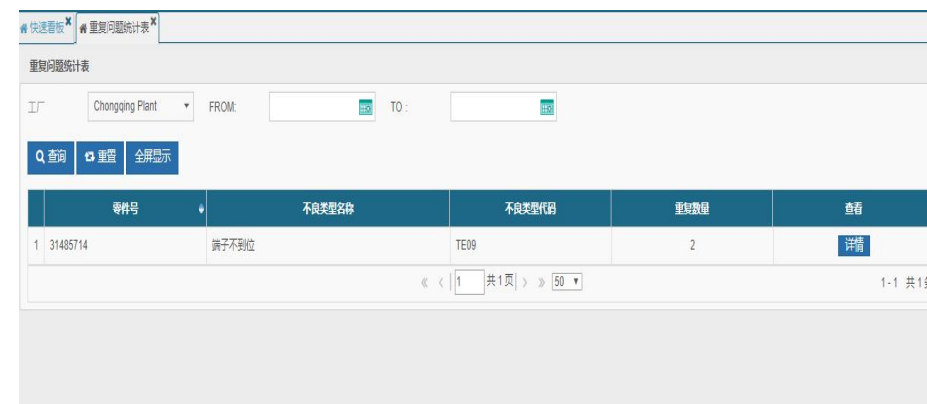 快速看板 重复问题统计表
重复问题统计表
工厂 Chongqing Plant FROM: TO :
查询 重置 全屏显示
零件号 不良类型名称 不良类型代码 重复数量 查看
1 31485714 端子不到位 TE09 2 详情
1 共1页 50 1-1 共1